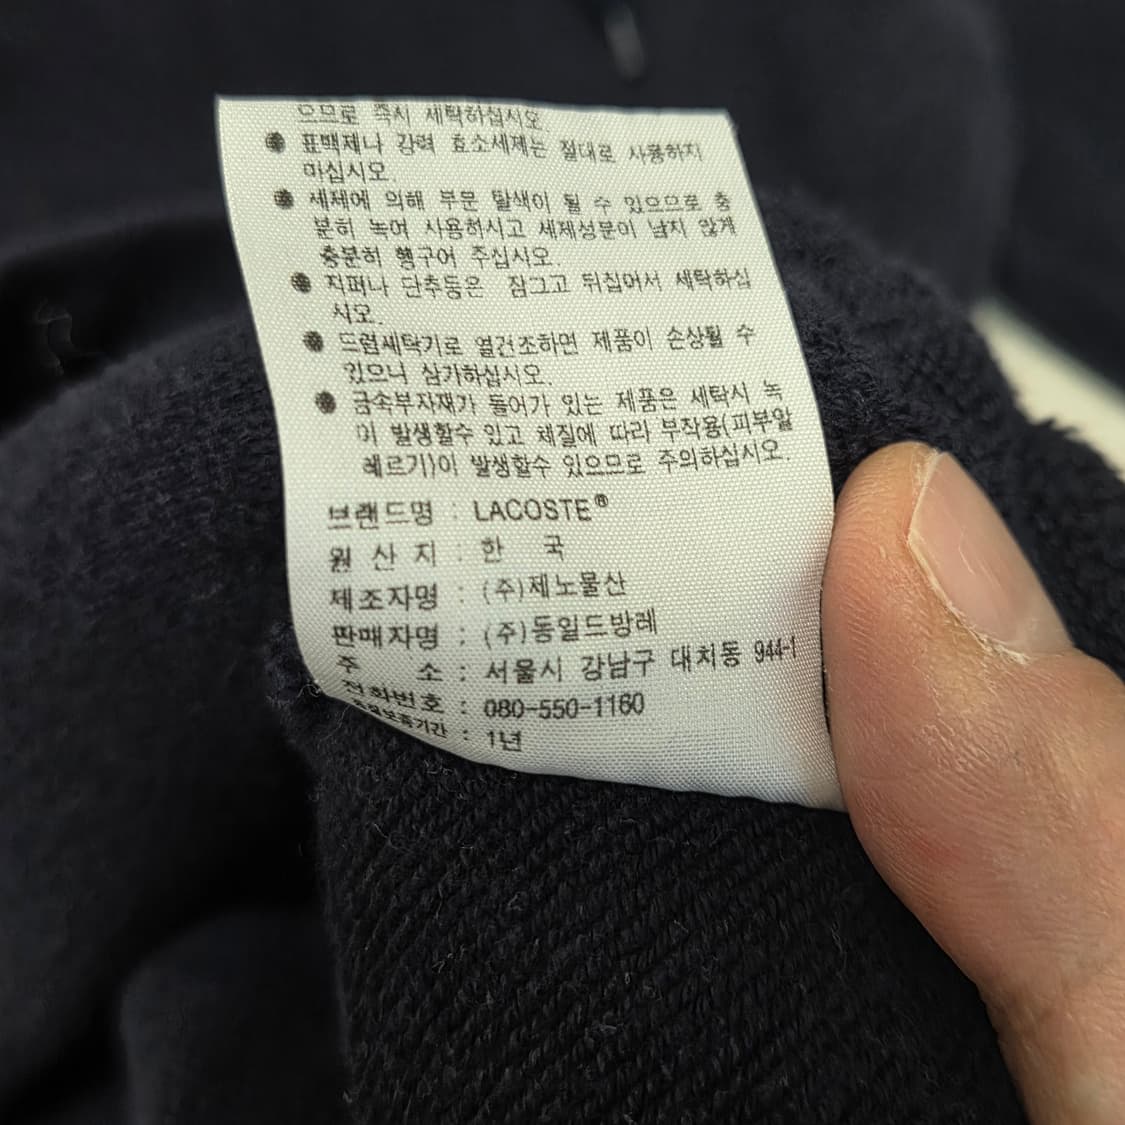 으므로 즉시 세탁하십시오.
● 표백제나 강력 효소세제는 절대로 사용하지
마십시오.
● 세제에 의해 부분 탈색이 될 수 있으므로 충
분히 녹여 사용하시고 세제성분이 남지 않게
충분히 헹구어 주십시오.
● 지퍼나 단추등은 잠그고 뒤집어서 세탁하십
시오.
● 드럼세탁기로 열건조하면 제품이 손상될 수
있으니 삼가하십시오.
● 금속부자재가 들어가 있는 제품은 세탁시 녹
이 발생할수 있고 체질에 따라 부작용(피부알
레르기)이 발생할수 있으므로 주의하십시오.
브랜드명 : LACOSTE®
원 산 지 : 한 국
제조자명 : (주)제노물산
판매자명 : (주)동일드방레
주 소 : 서울시 강남구 대치동 944-1
전화번호 : 080-550-1160
품질보증기간 : 1년